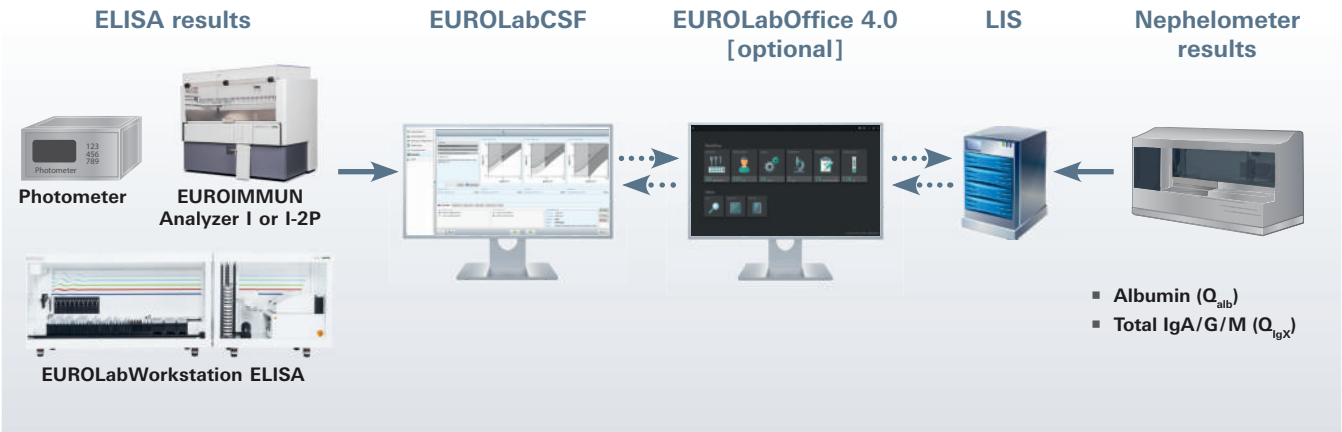 ELISA results
EUROLabCSF
EUROLabOffice 4.0
[optional]
LIS
Nephelometer
results
123
456
789
Photometer
Photometer
EUROIMMUN
Analyzer I or I-2P
EUROLabWorkstation ELISA
■ Albumin (Qalb)
■ Total IgA/G/M (QIgX)